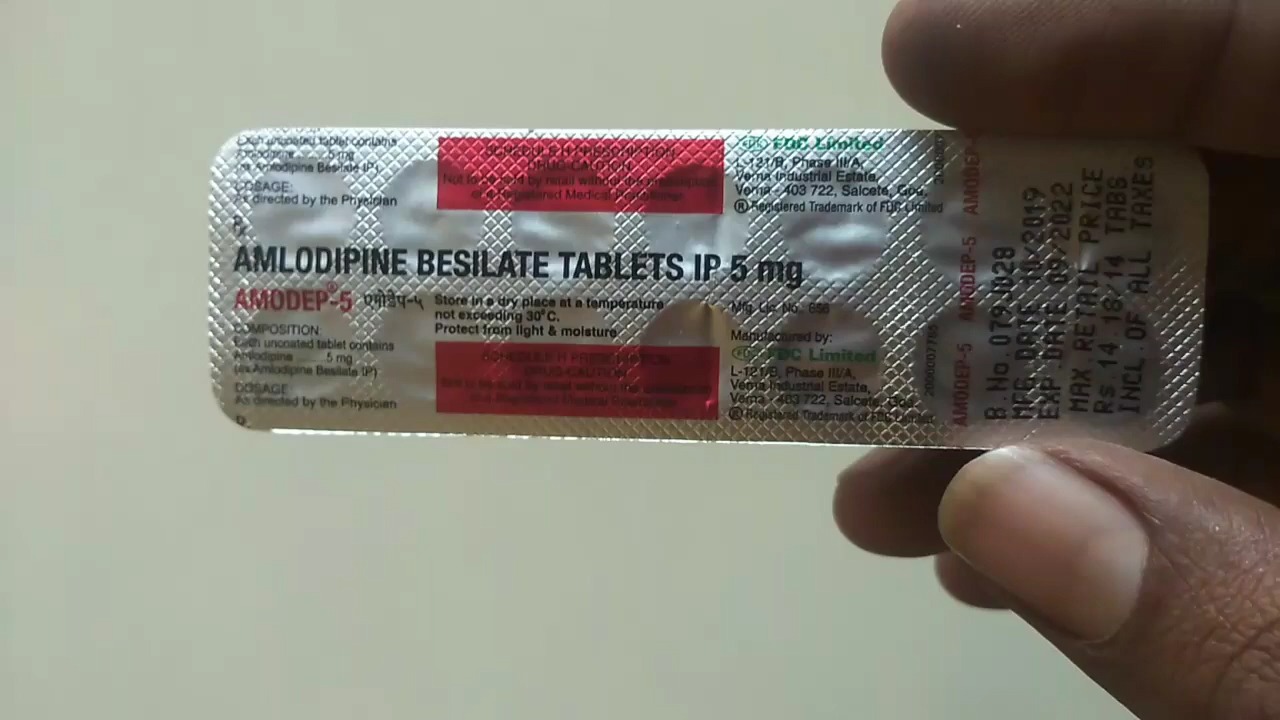 Each uncoated tablet contains
Amlodipine ..... 5 mg
(as Amlodipine Besilate IP)
DOSAGE:
As directed by the Physician
SCHEDULE H PRESCRIPTION
DRUG-CAUTION
Not to be sold by retail without the prescription
of a Registered Medical Practitioner
FDC Limited
L-121/B, Phase III/A,
Verna Industrial Estate,
Verna - 403 722, Salcete, Goa.
® Registered Trademark of FDC Limited
Rx
AMLODIPINE BESILATE TABLETS IP 5 mg
AMODEP®-5 एमोडेप-५
Store in a dry place at a temperature
not exceeding 30°C.
Protect from light & moisture
COMPOSITION:
Each uncoated tablet contains
Amlodipine ..... 5 mg
(as Amlodipine Besilate IP)
DOSAGE
As directed by the Physician
SCHEDULE H PRESCRIPTION
DRUG-CAUTION
Not to be sold by retail without the prescription
of a Registered Medical Practitioner
Mfg. Lic. No. 856
Manufactured by:
FDC Limited
L-121/B, Phase III/A,
Verna Industrial Estate,
Verna - 403 722, Salcete, Goa.
® Registered Trademark of FDC Limited
AMODEP-5 AMODEP-5 AMODEP-
B.No.079J028
MFG.DATE 10/2019
EXP.DATE 09/2022
MAX RETAIL PRICE
Rs.14.18/14 TABS
INCL OF ALL TAXES